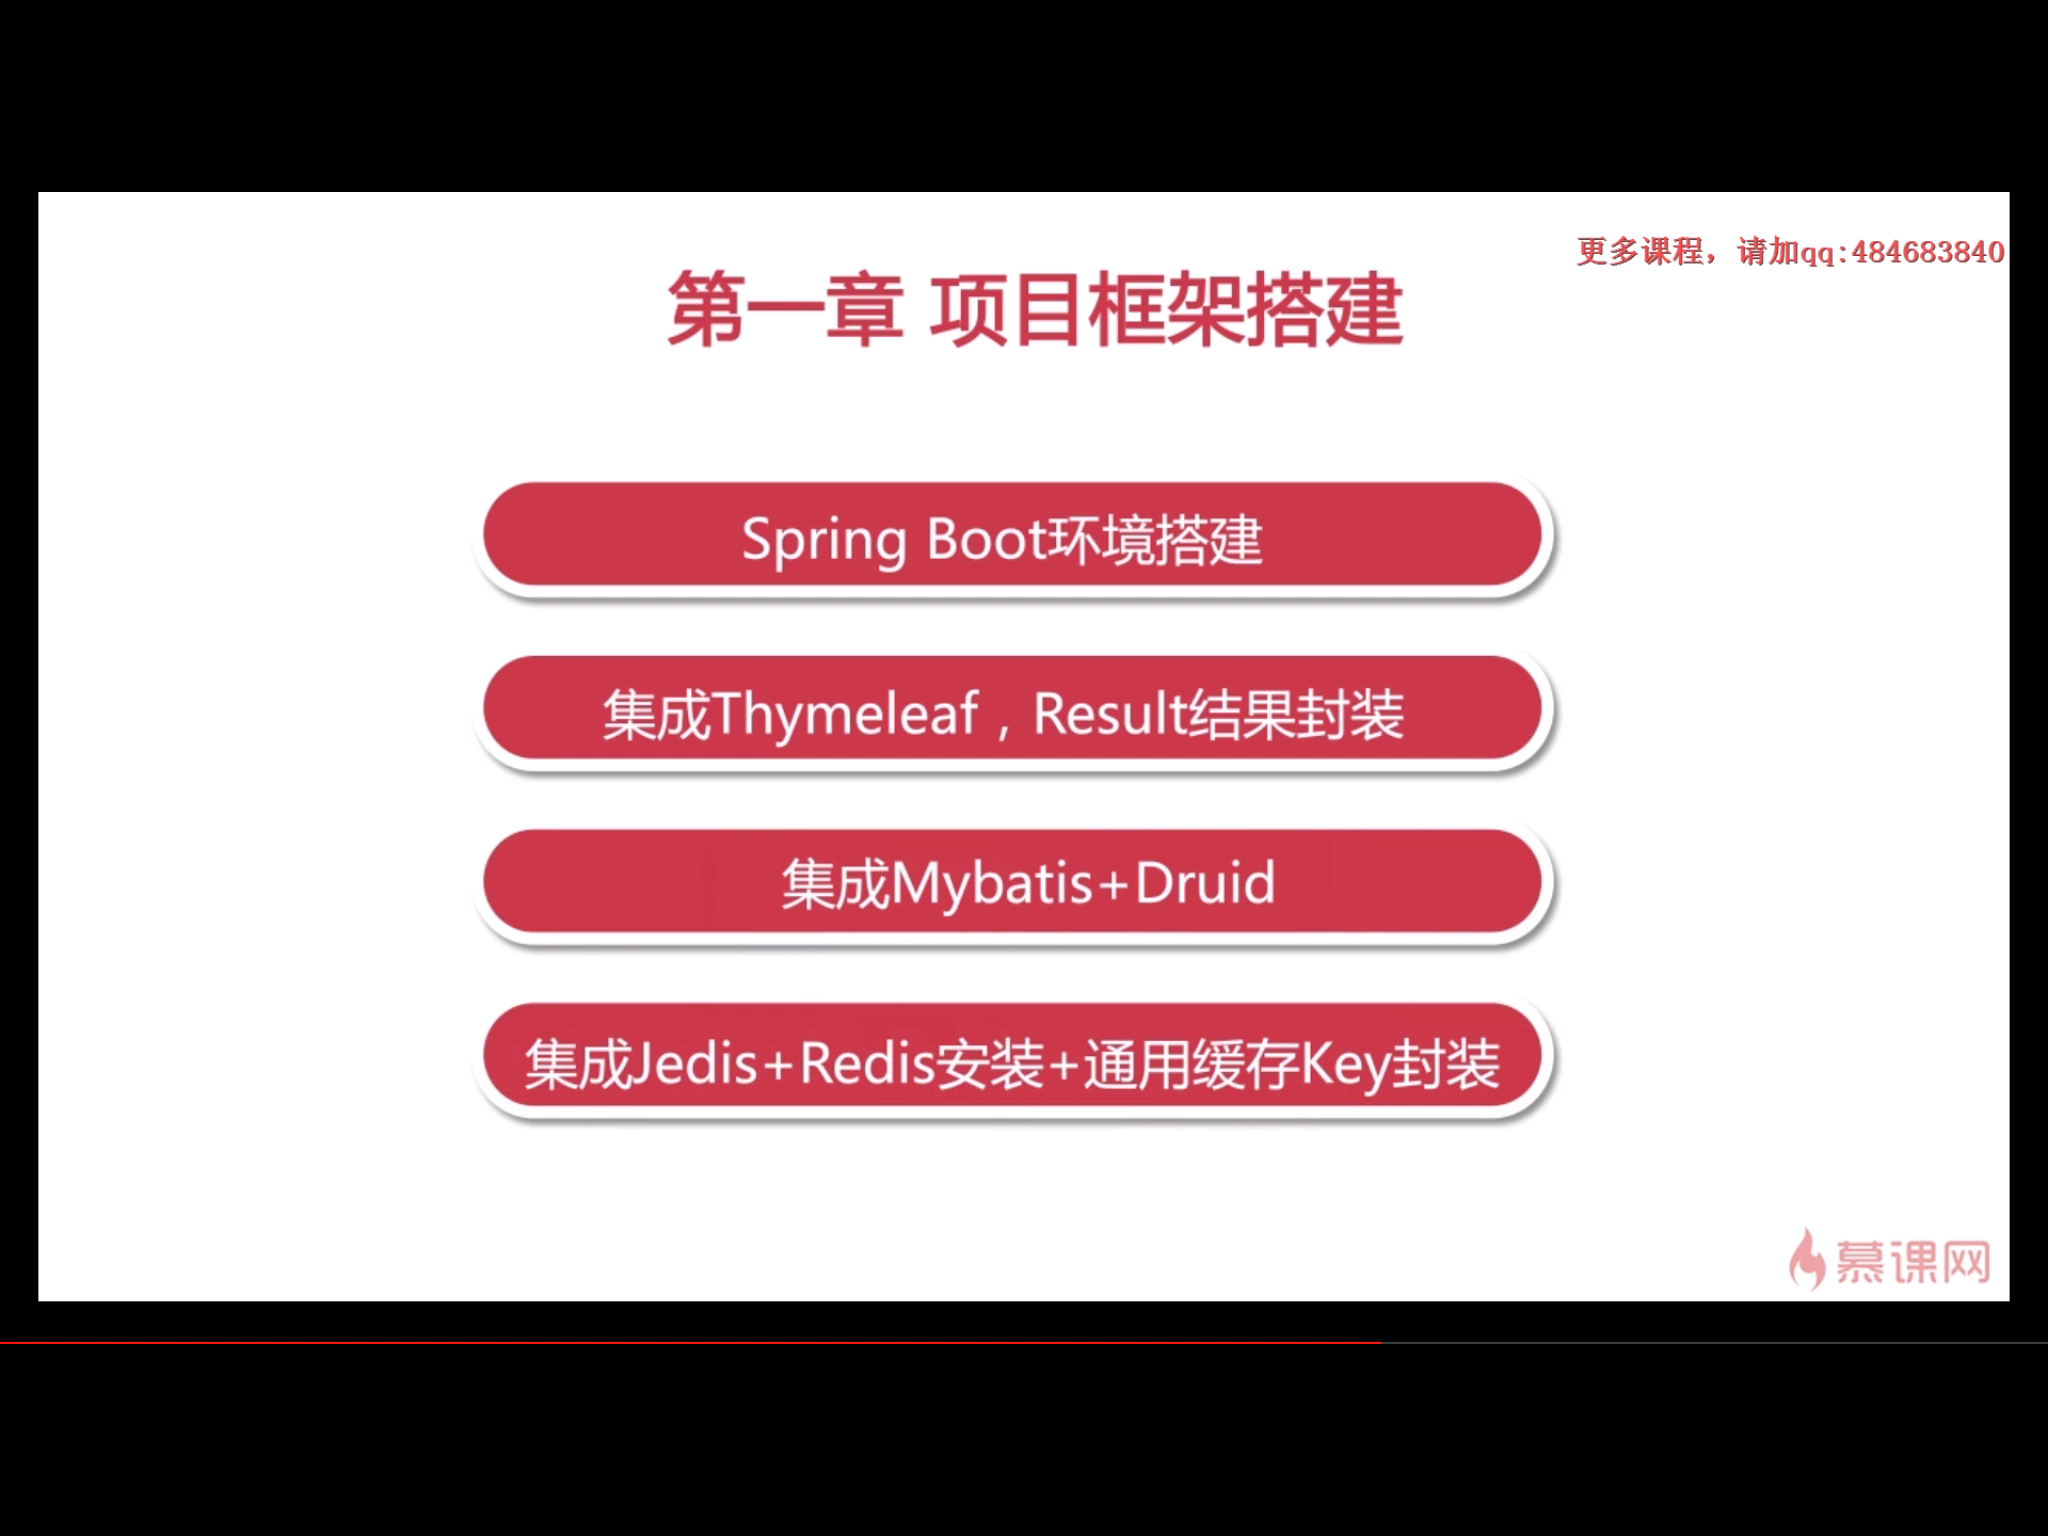 更多课程，请加qq:484683840
第一章 项目框架搭建
Spring Boot环境搭建
集成Thymeleaf，Result结果封装
集成Mybatis+Druid
集成Jedis+Redis安装+通用缓存Key封装
慕课网